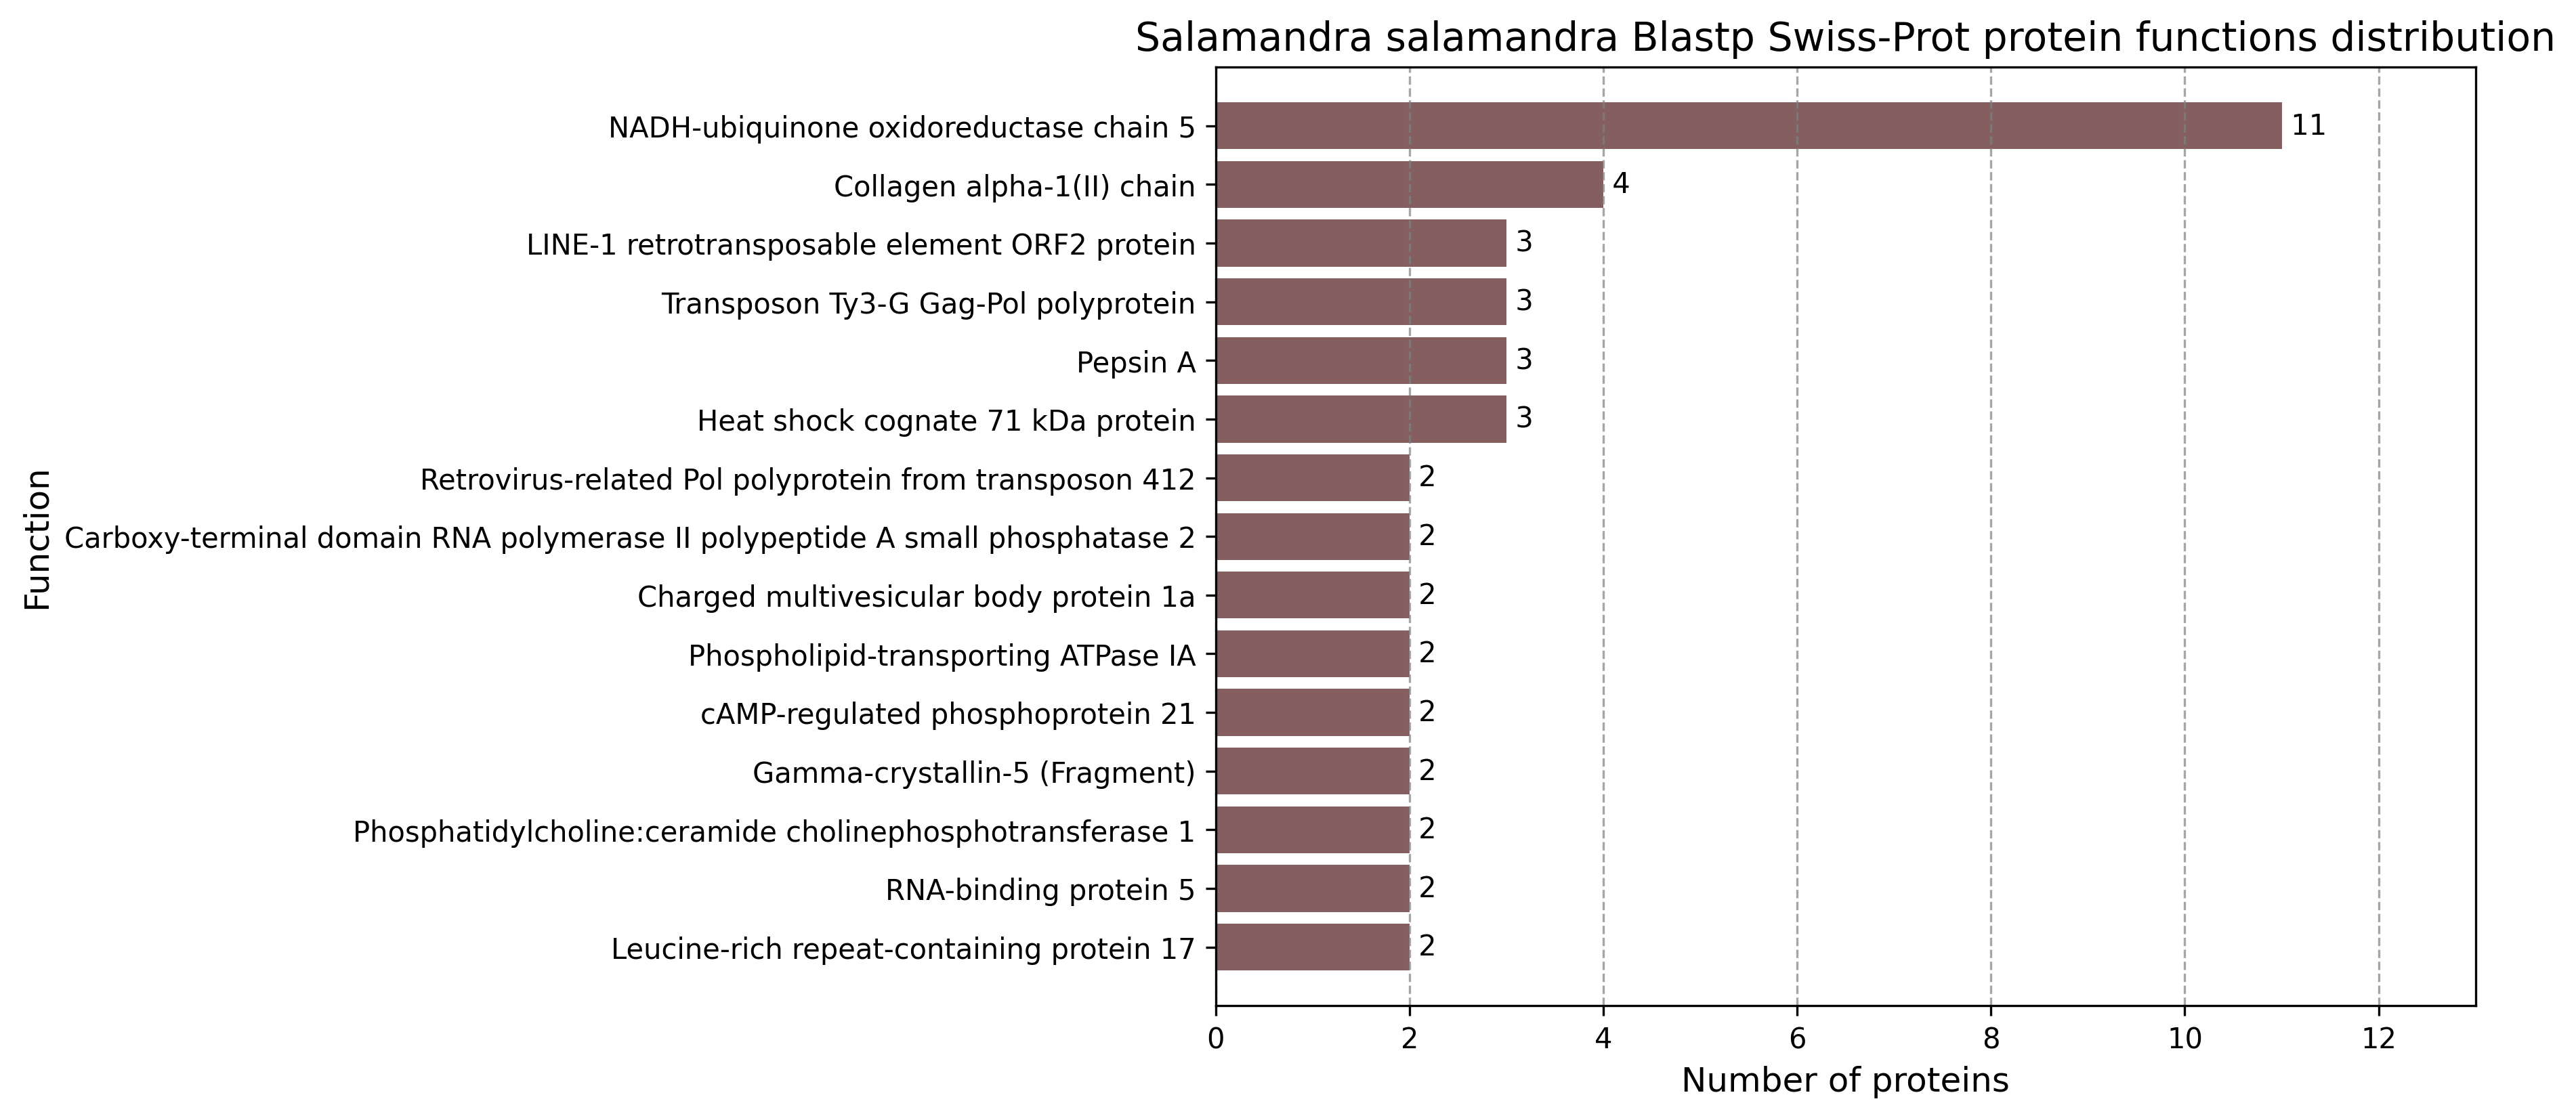 Salamandra salamandra Blastp Swiss-Prot protein functions distribution
Function
NADH-ubiquinone oxidoreductase chain 5 11
Collagen alpha-1(II) chain 4
LINE-1 retrotransposable element ORF2 protein 3
Transposon Ty3-G Gag-Pol polyprotein 3
Pepsin A 3
Heat shock cognate 71 kDa protein 3
Retrovirus-related Pol polyprotein from transposon 412 2
Carboxy-terminal domain RNA polymerase II polypeptide A small phosphatase 2 2
Charged multivesicular body protein 1a 2
Phospholipid-transporting ATPase IA 2
cAMP-regulated phosphoprotein 21 2
Gamma-crystallin-5 (Fragment) 2
Phosphatidylcholine:ceramide cholinephosphotransferase 1 2
RNA-binding protein 5 2
Leucine-rich repeat-containing protein 17 2
0 2 4 6 8 10 12
Number of proteins